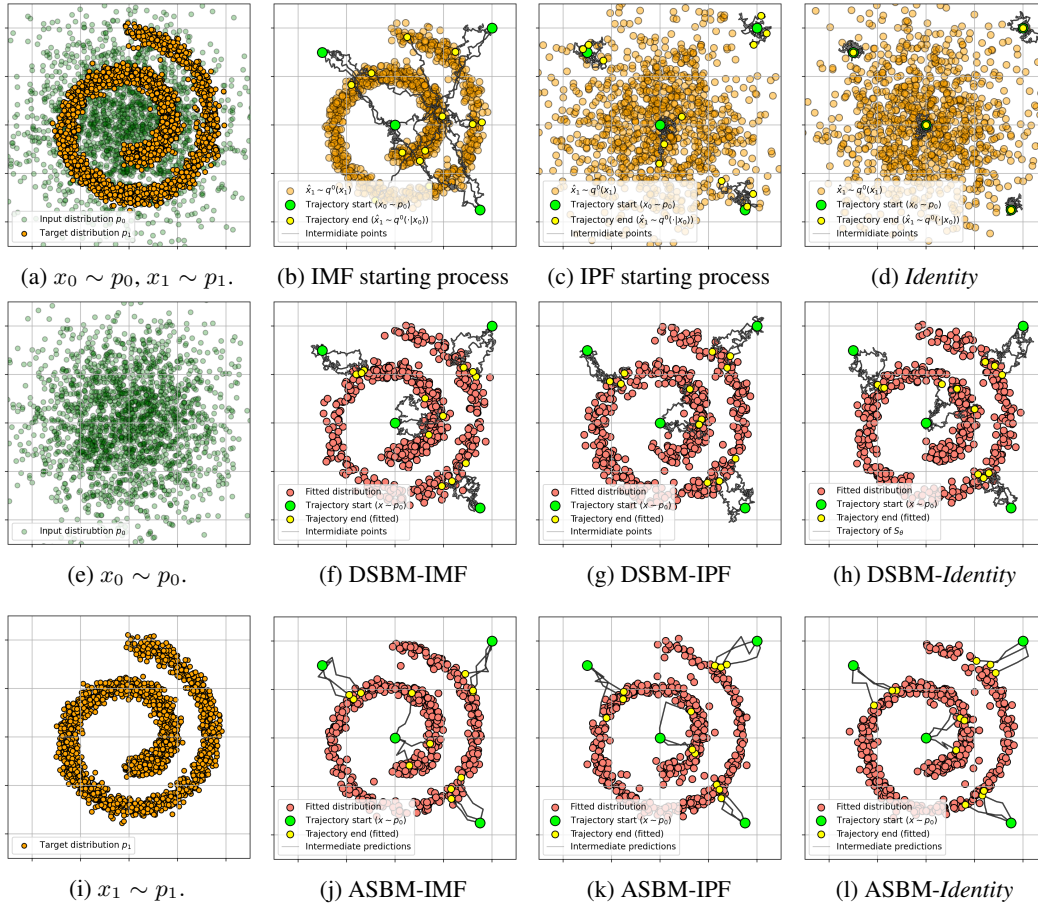 Input distribution p₀
Target distribution p₁
x̂₁ ~ q⁰(x₁)
Trajectory start (x₀ ~ p₀)
Trajectory end (x̂₁ ~ q⁰(·|x₀))
Intermidiate points
x̂₁ ~ q⁰(x₁)
Trajectory start (x₀ ~ p₀)
Trajectory end (x̂₁ ~ q⁰(·|x₀))
Intermidiate points
x̂₁ ~ q⁰(x₁)
Trajectory start (x₀ ~ p₀)
Trajectory end (x̂₁ ~ q⁰(·|x₀))
Intermidiate points
(a) x₀ ∼ p₀, x₁ ∼ p₁.
(b) IMF starting process
(c) IPF starting process
(d) Identity
Input distirubtion p₀
Fitted distribution
Trajectory start (x ~ p₀)
Trajectory end (fitted)
Intermidiate points
Fitted distribution
Trajectory start (x ~ p₀)
Trajectory end (fitted)
Intermidiate points
Fitted distribution
Trajectory start (x ~ p₀)
Trajectory end (fitted)
Trajectory of S_θ
(e) x₀ ∼ p₀.
(f) DSBM-IMF
(g) DSBM-IPF
(h) DSBM-Identity
Target distribution p₁
Fitted distribution
Trajectory start (x ~ p₀)
Trajectory end (fitted)
Intermediate predictions
Fitted distribution
Trajectory start (x ~ p₀)
Trajectory end (fitted)
Intermediate predictions
Fitted distribution
Trajectory start (x ~ p₀)
Trajectory end (fitted)
Intermediate predictions
(i) x₁ ∼ p₁.
(j) ASBM-IMF
(k) ASBM-IPF
(l) ASBM-Identity